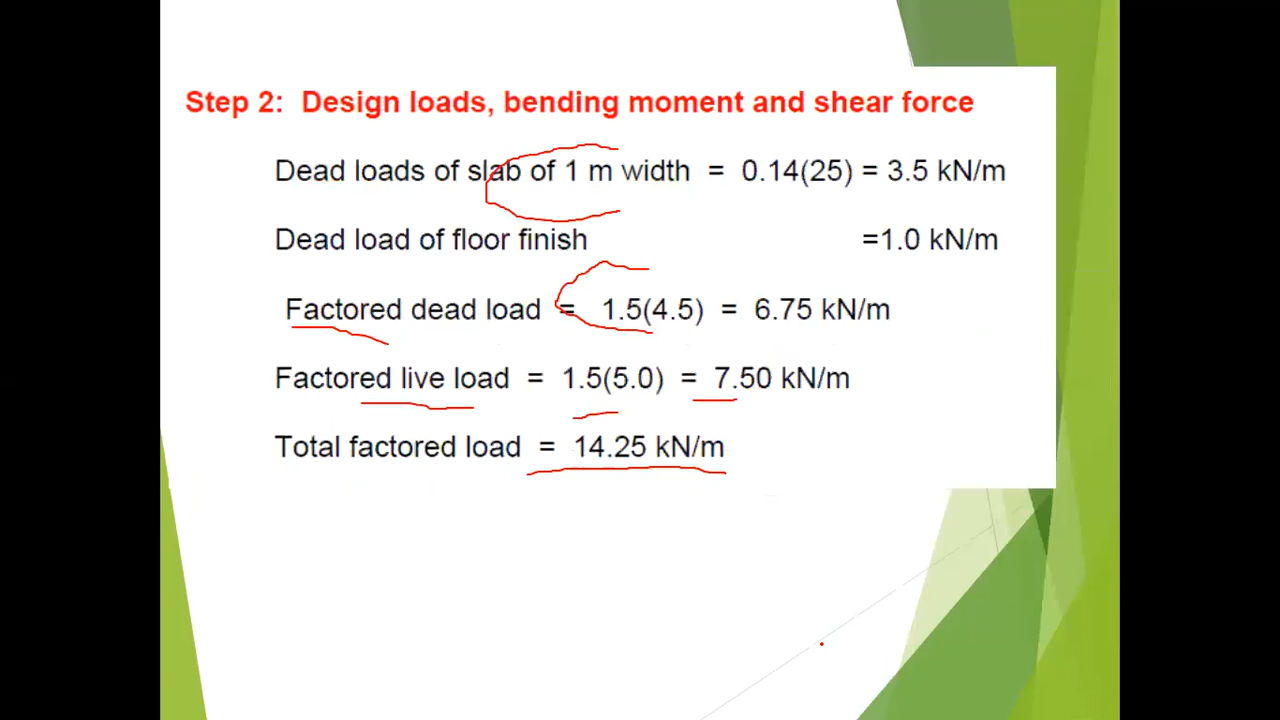 Step 2: Design loads, bending moment and shear force
Dead loads of slab of 1 m width = 0.14(25) = 3.5 kN/m
Dead load of floor finish =1.0 kN/m
Factored dead load = 1.5(4.5) = 6.75 kN/m
Factored live load = 1.5(5.0) = 7.50 kN/m
Total factored load = 14.25 kN/m